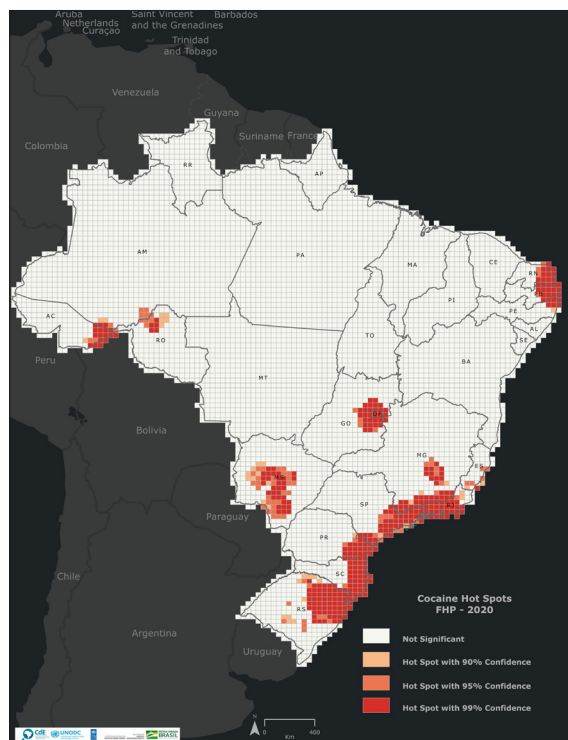 Aruba
Netherlands
Curaçao
Saint Vincent
and the Grenadines
Barbados
Trinidad
and Tobago
Venezuela
Guyana
Suriname
France
Colombia
RR
AP
AM
PA
MA
CE
RN
PB
PE
AL
SE
PI
AC
RO
TO
BA
MT
Peru
Bolivia
GO
DF
MG
ES
MS
SP
RJ
Paraguay
PR
SC
RS
Chile
Argentina
Uruguay
Cocaine Hot Spots
FHP - 2020
Not Significant
Hot Spot with 90% Confidence
Hot Spot with 95% Confidence
Hot Spot with 99% Confidence
N
0
400
Km
CdE
UNODC
BRASIL